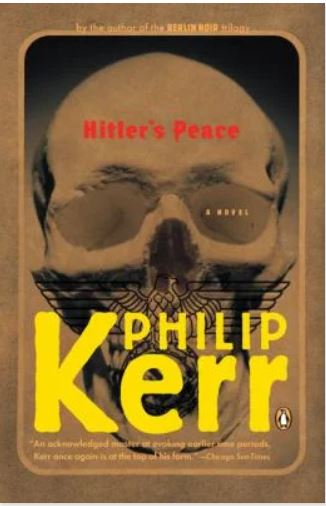 by the author of the BERLIN NOIR trilogy
Hitler's Peace
A NOVEL
PHILIP
Kerr
"An acknowledged master at evoking earlier time periods,
Kerr once again is at the top of his form." —Chicago Sun-Times